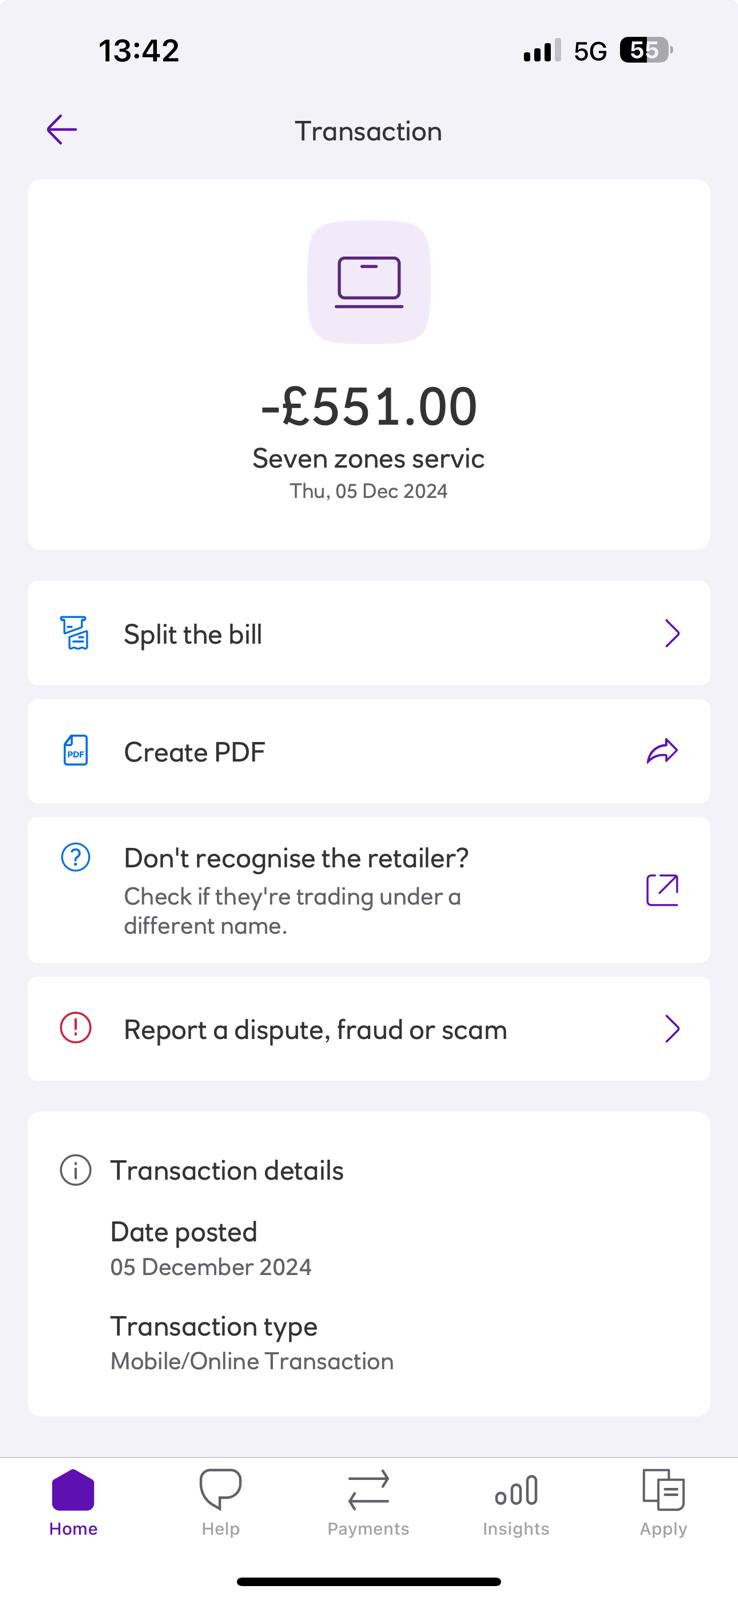 13:42
5G
55
Transaction
-£551.00
Seven zones servic
Thu, 05 Dec 2024
Split the bill
PDF
Create PDF
Don't recognise the retailer?
Check if they're trading under a
different name.
Report a dispute, fraud or scam
Transaction details
Date posted
05 December 2024
Transaction type
Mobile/Online Transaction
Home
Help
Payments
Insights
Apply